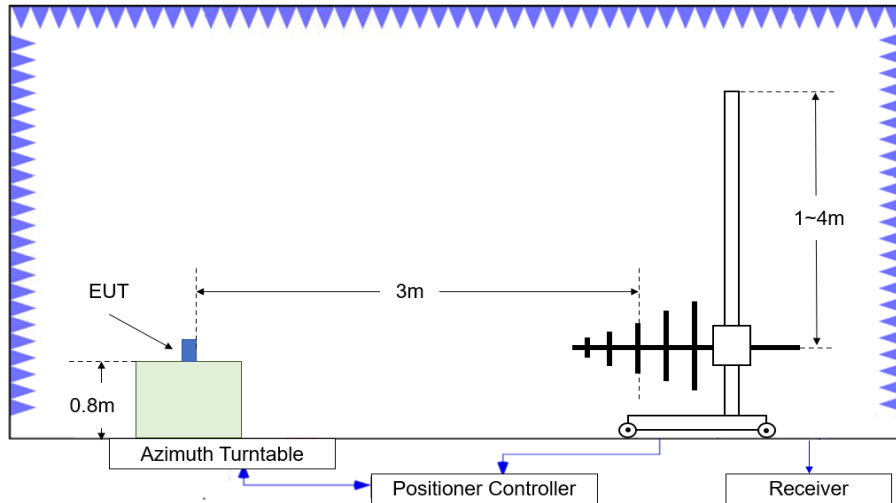 1~4m
EUT
3m
0.8m
Azimuth Turntable
Positioner Controller
Receiver